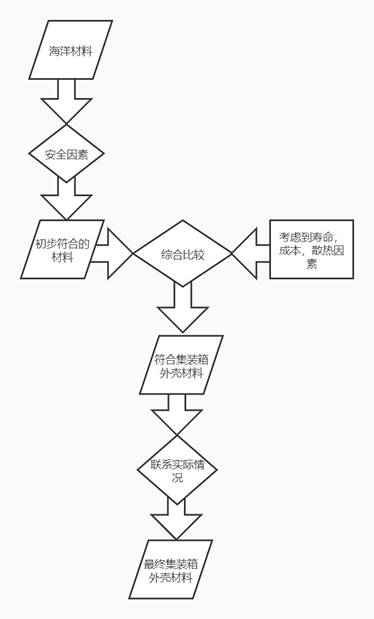 海洋材料
安全因素
初步符合的
材料
综合比较
考虑到寿命，
成本，散热因
素
符合集装箱
外壳材料
联系实际情
况
最终集装箱
外壳材料